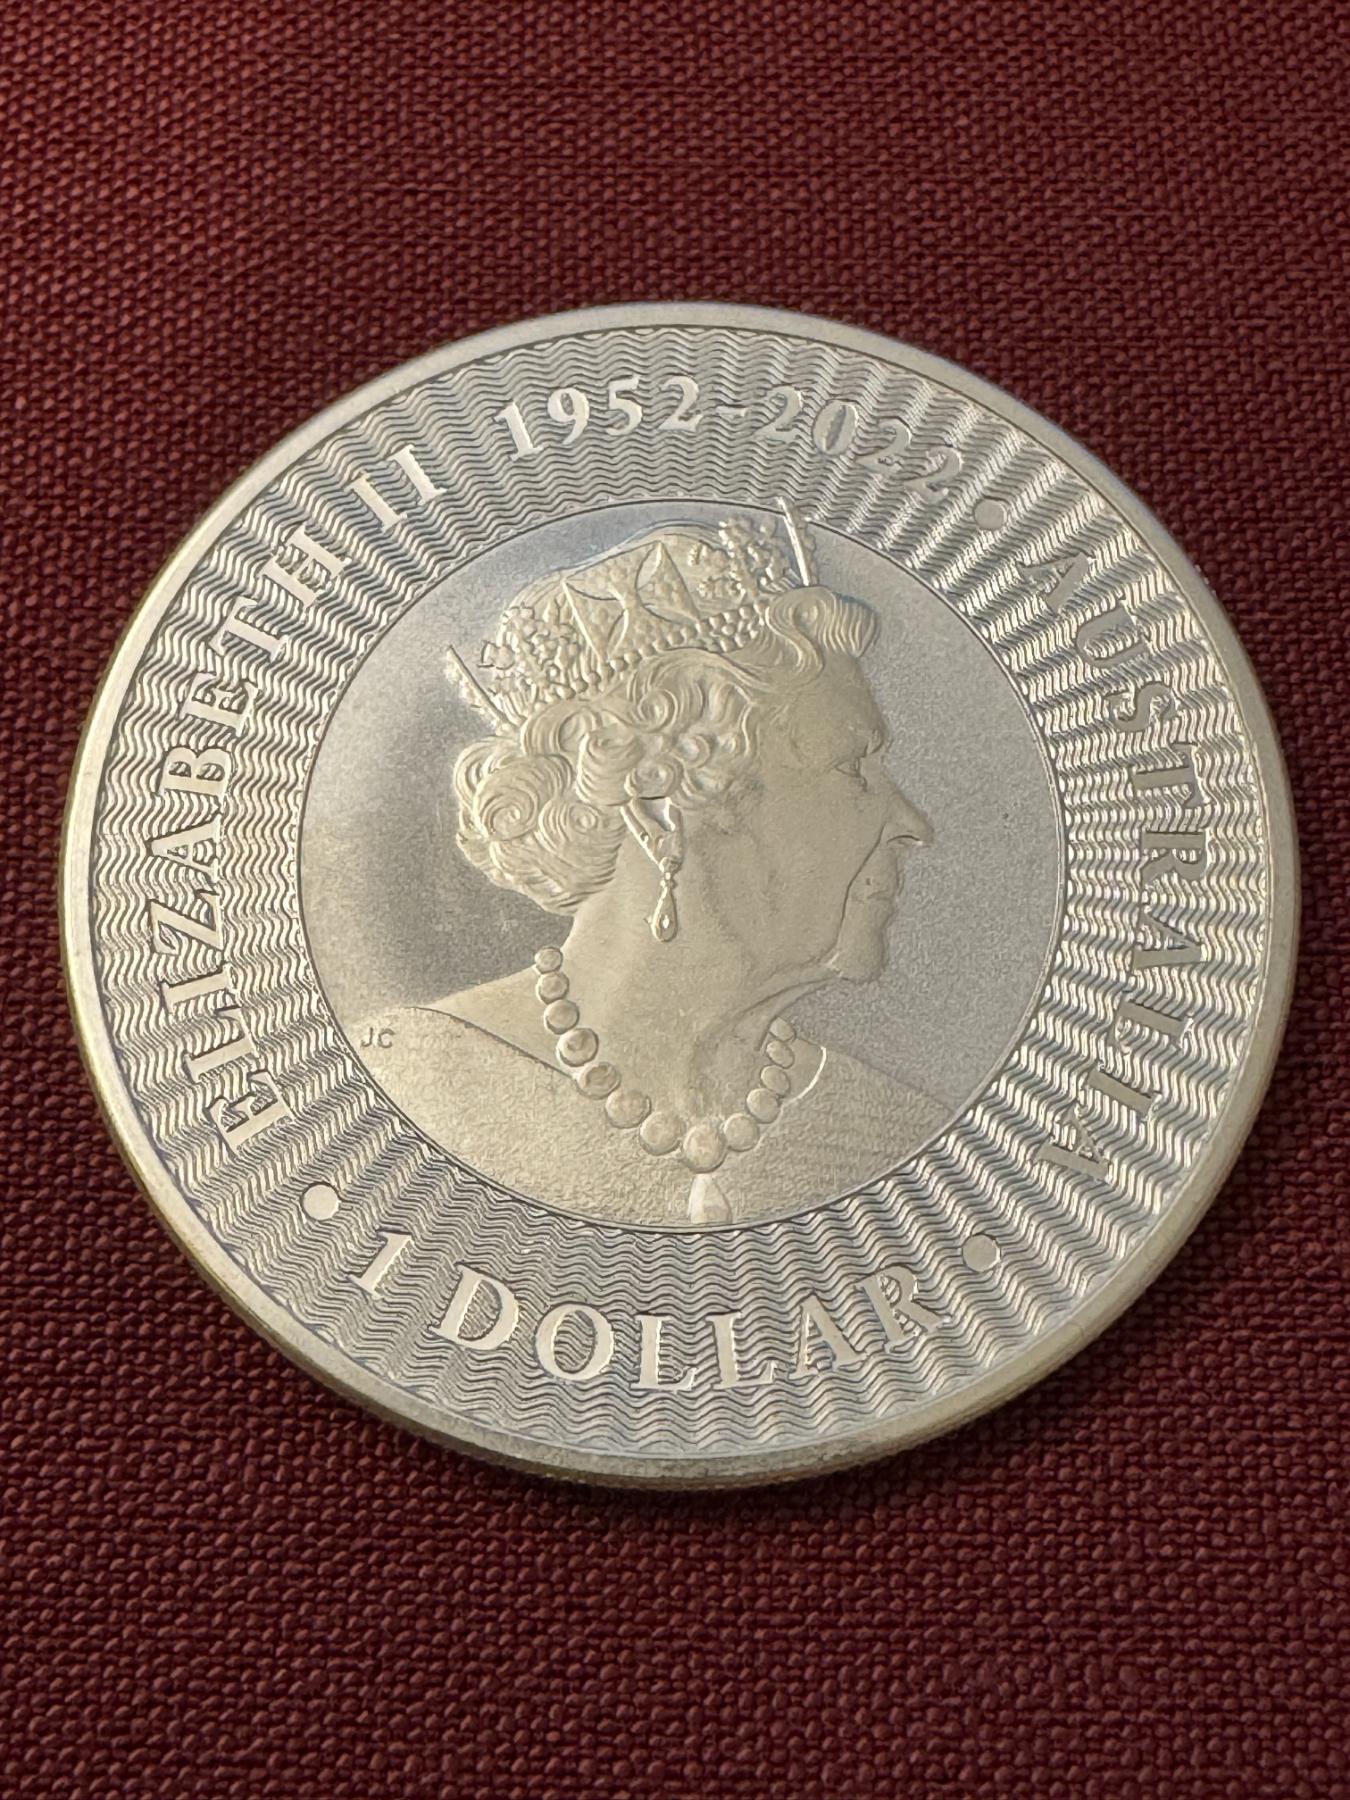 ELIZABETH II 1952-2022 • AUSTRALIA
• 1 DOLLAR •
JC